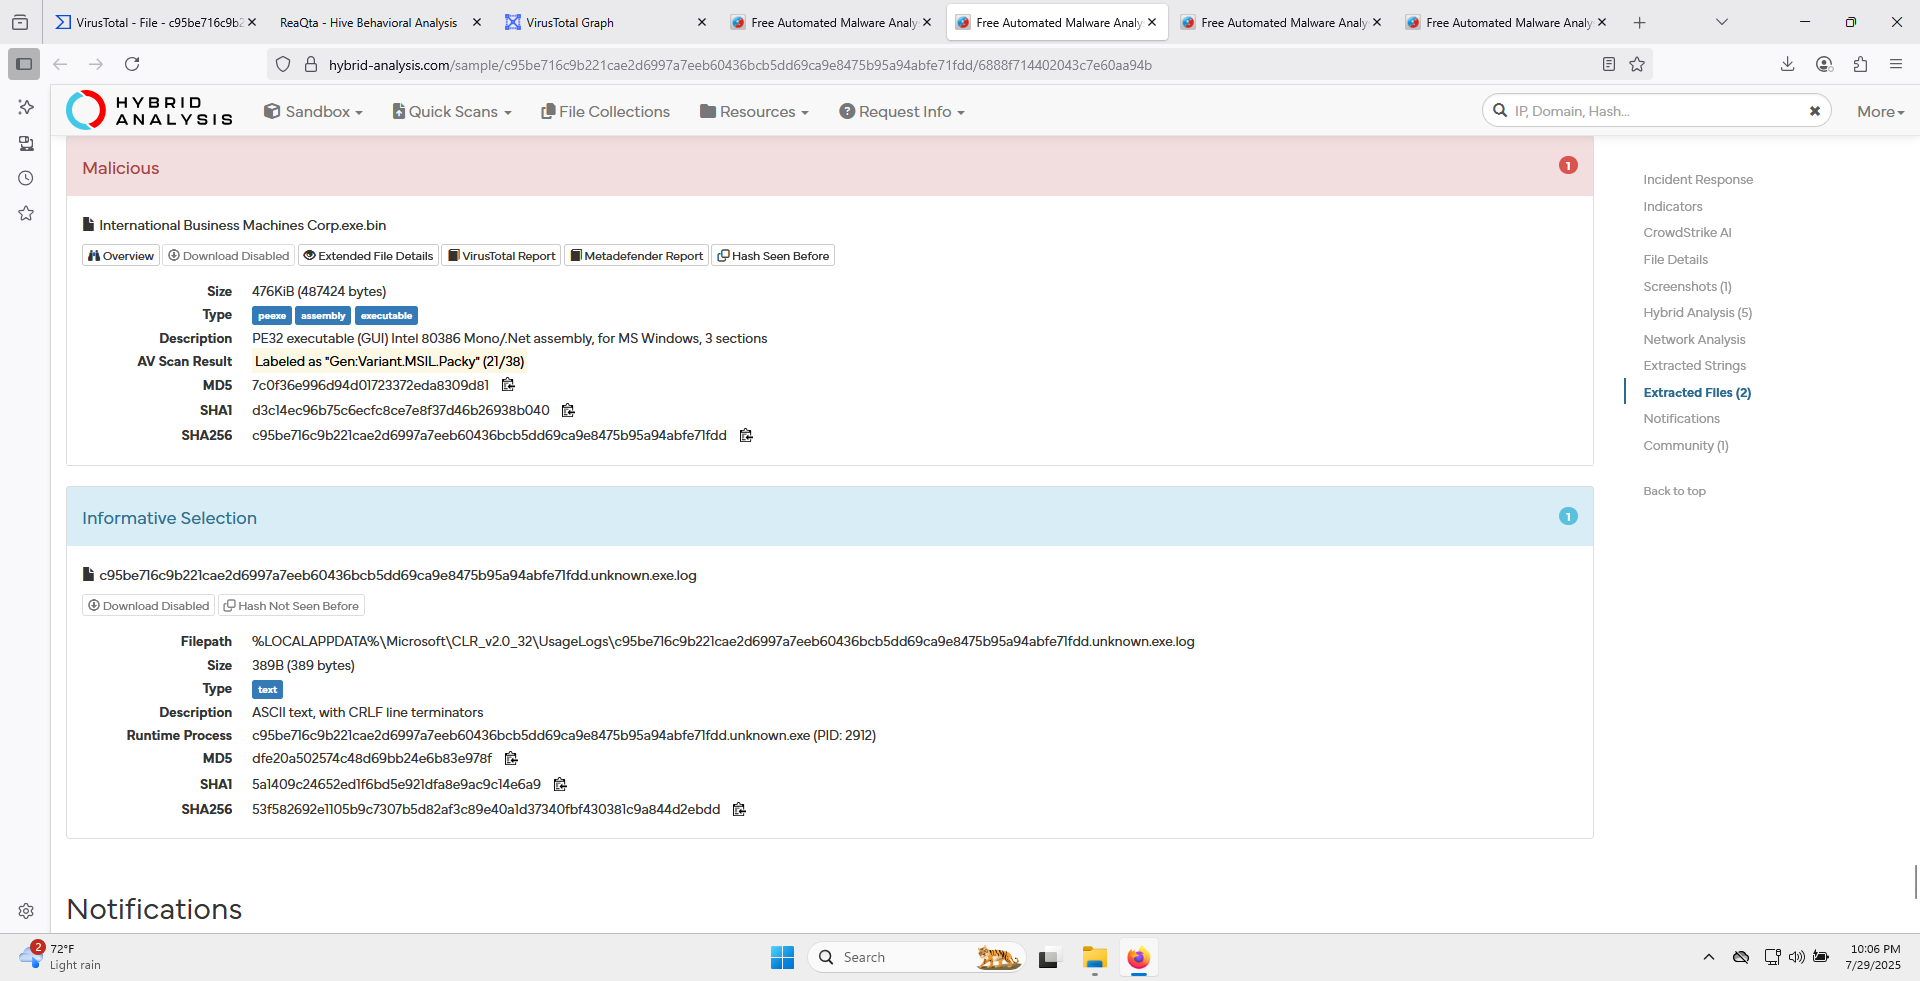 VirusTotal - File - c95be716c9b2
ReaQta - Hive Behavioral Analysis
VirusTotal Graph
Free Automated Malware Analy
Free Automated Malware Analy
Free Automated Malware Analy
Free Automated Malware Analy
hybrid-analysis.com/sample/c95be716c9b221cae2d6997a7eeb60436bcb5dd69ca9e8475b95a94abfe71fdd/6888f714402043c7e60aa94b
HYBRID
ANALYSIS
Sandbox
Quick Scans
File Collections
Resources
Request Info
IP, Domain, Hash...
More
Malicious
1
International Business Machines Corp.exe.bin
Overview
Download Disabled
Extended File Details
VirusTotal Report
Metadefender Report
Hash Seen Before
Size 476KiB (487424 bytes)
Type peexe assembly executable
Description PE32 executable (GUI) Intel 80386 Mono/.Net assembly, for MS Windows, 3 sections
AV Scan Result Labeled as "Gen:Variant.MSIL.Packy" (21/38)
MD5 7c0f36e996d94d01723372eda8309d81
SHA1 d3c14ec96b75c6ecfc8ce7e8f37d46b26938b040
SHA256 c95be716c9b221cae2d6997a7eeb60436bcb5dd69ca9e8475b95a94abfe71fdd
Informative Selection
1
c95be716c9b221cae2d6997a7eeb60436bcb5dd69ca9e8475b95a94abfe71fdd.unknown.exe.log
Download Disabled
Hash Not Seen Before
Filepath %LOCALAPPDATA%\Microsoft\CLR_v2.0_32\UsageLogs\c95be716c9b221cae2d6997a7eeb60436bcb5dd69ca9e8475b95a94abfe71fdd.unknown.exe.log
Size 389B (389 bytes)
Type text
Description ASCII text, with CRLF line terminators
Runtime Process c95be716c9b221cae2d6997a7eeb60436bcb5dd69ca9e8475b95a94abfe71fdd.unknown.exe (PID: 2912)
MD5 dfe20a502574c48d69bb24e6b83e978f
SHA1 5a1409c24652ed1f6bd5e921dfa8e9ac9c14e6a9
SHA256 53f582692e1105b9c7307b5d82af3c89e40a1d37340fbf430381c9a844d2ebdd
Notifications
Incident Response
Indicators
CrowdStrike AI
File Details
Screenshots (1)
Hybrid Analysis (5)
Network Analysis
Extracted Strings
Extracted Files (2)
Notifications
Community (1)
Back to top
2
72°F
Light rain
Search
10:06 PM
7/29/2025